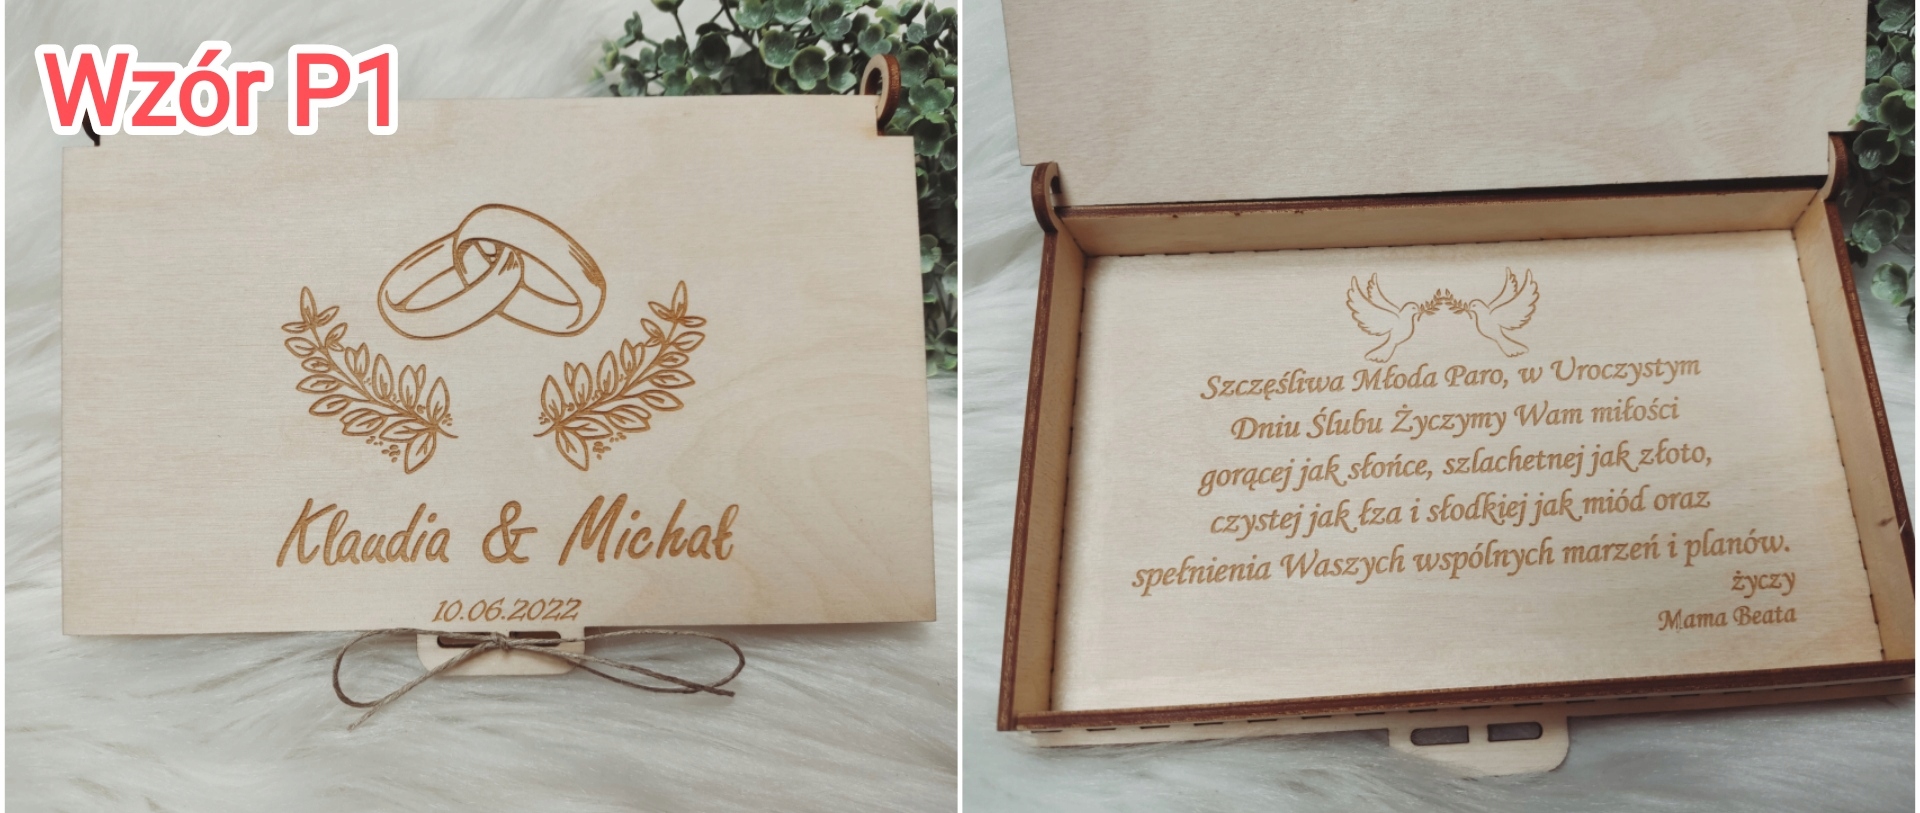 Wzór P1
Klaudia & Michał
10.06.2022
Szczęśliwa Młoda Paro, w Uroczystym
Dniu Ślubu Życzymy Wam miłości
gorącej jak słońce, szlachetnej jak złoto,
czystej jak łza i słodkiej jak miód oraz
spełnienia Waszych wspólnych marzeń i planów.
życzy
Mama Beata